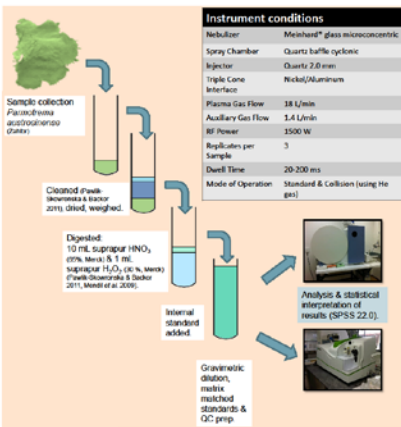 Instrument conditions
Nebulizer Meinhard® glass microconcentric
Spray Chamber Quartz baffle cyclonic
Injector Quartz 2.0 mm
Triple Cone Nickel/Aluminum
Interface
Plasma Gas Flow 18 L/min
Auxiliary Gas Flow 1.4 L/min
RF Power 1500 W
Replicates per 3
Sample
Dwell Time 20-200 ms
Mode of Operation Standard & Collision (using He
gas)
Sample collection
Parmotrema
austrosinense
(Zahlbr)
Cleaned (Pawlik-
Skowrońska & Backor
2011), dried, weighed.
Digested:
10 mL suprapur HNO₃
(65%, Merck) & 1 mL
suprapur H₂O₂ (30 %, Merck)
(Pawlik-Skowrońska & Backor
2011, Mendil et al. 2009).
Internal
standard
added.
Gravimetric
dilution,
matrix
matched
standards &
QC prep.
Analysis & statistical
interpretation of
results (SPSS 22.0).